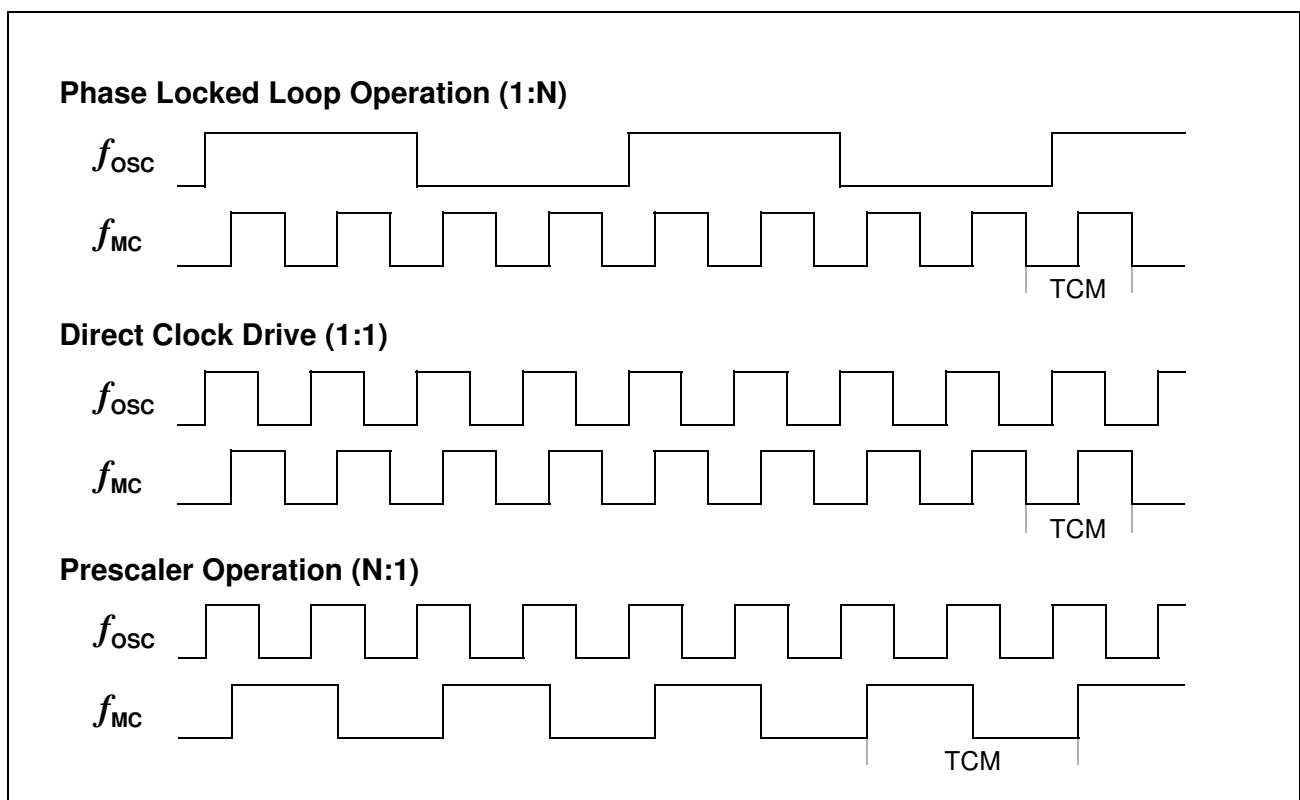 Phase Locked Loop Operation (1:N)
fOSC
fMC
TCM
Direct Clock Drive (1:1)
fOSC
fMC
TCM
Prescaler Operation (N:1)
fOSC
fMC
TCM